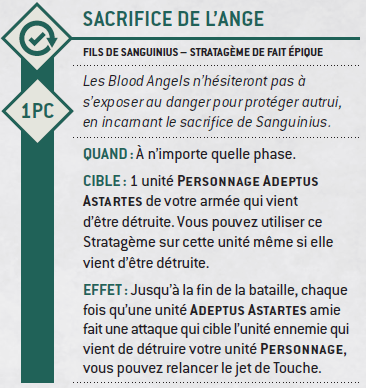 SACRIFICE DE L’ANGE
FILS DE SANGUINIUS – STRATAGÈME DE FAIT ÉPIQUE
1PC
Les Blood Angels n’hésiteront pas à
s’exposer au danger pour protéger autrui,
en incarnant le sacrifice de Sanguinius.
QUAND : À n’importe quelle phase.
CIBLE : 1 unité PERSONNAGE ADEPTUS
ASTARTES de votre armée qui vient
d’être détruite. Vous pouvez utiliser ce
Stratagème sur cette unité même si elle
vient d’être détruite.
EFFET : Jusqu’à la fin de la bataille, chaque
fois qu’une unité ADEPTUS ASTARTES amie
fait une attaque qui cible l’unité ennemie qui
vient de détruire votre unité PERSONNAGE,
vous pouvez relancer le jet de Touche.